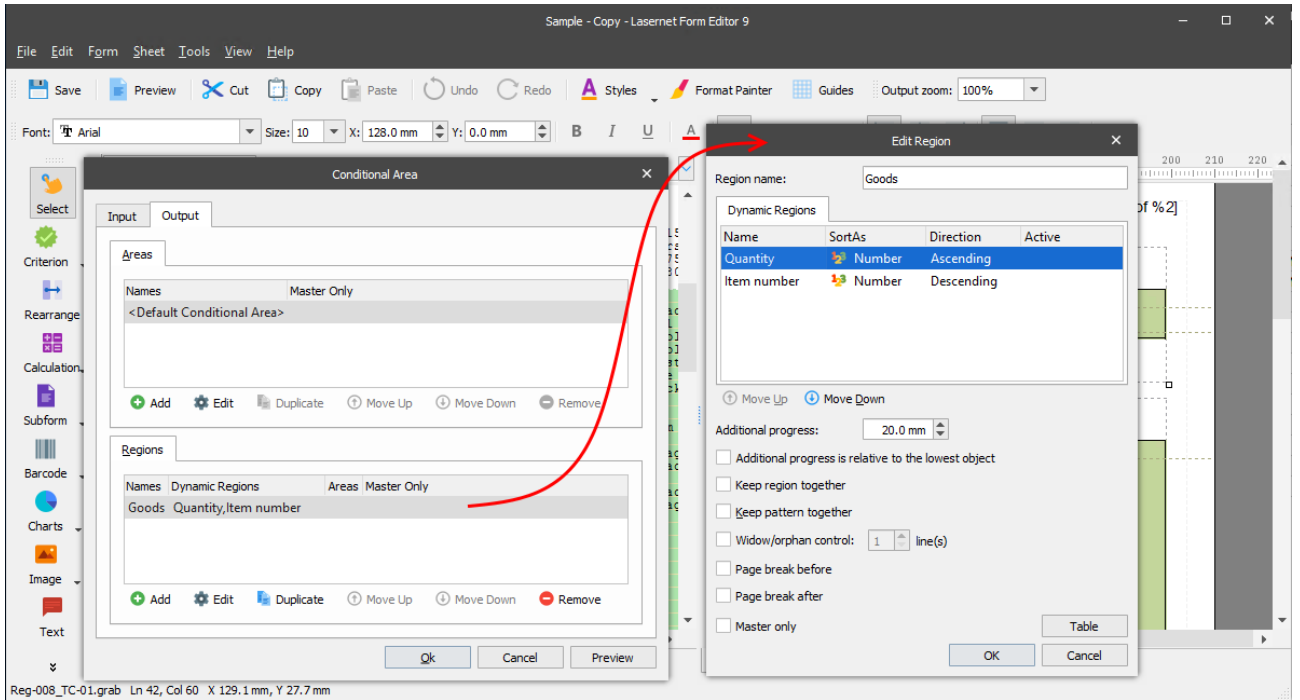 Sample - Copy - Lasernet Form Editor 9
File Edit Form Sheet Tools View Help
Save Preview Cut Copy Paste Undo Redo Styles Format Painter Guides Output zoom: 100%
Font: Arial Size: 10 X: 128.0 mm Y: 0.0 mm B I U A
Select
Criterion
Rearrange
Calculation
Subform
Barcode
Charts
Image
Text
Conditional Area
Input Output
Areas
Names Master Only
<Default Conditional Area>
Add Edit Duplicate Move Up Move Down Remove
Regions
Names Dynamic Regions Areas Master Only
Goods Quantity,Item number
Add Edit Duplicate Move Up Move Down Remove
Ok Cancel Preview
Edit Region
Region name: Goods
Dynamic Regions
Name SortAs Direction Active
Quantity Number Ascending
Item number Number Descending
Move Up Move Down
Additional progress: 20.0 mm
Additional progress is relative to the lowest object
Keep region together
Keep pattern together
Widow/orphan control: 1 line(s)
Page break before
Page break after
Master only Table
OK Cancel
200 210 220
of %2]
Reg-008_TC-01.grab Ln 42, Col 60 X 129.1 mm, Y 27.7 mm